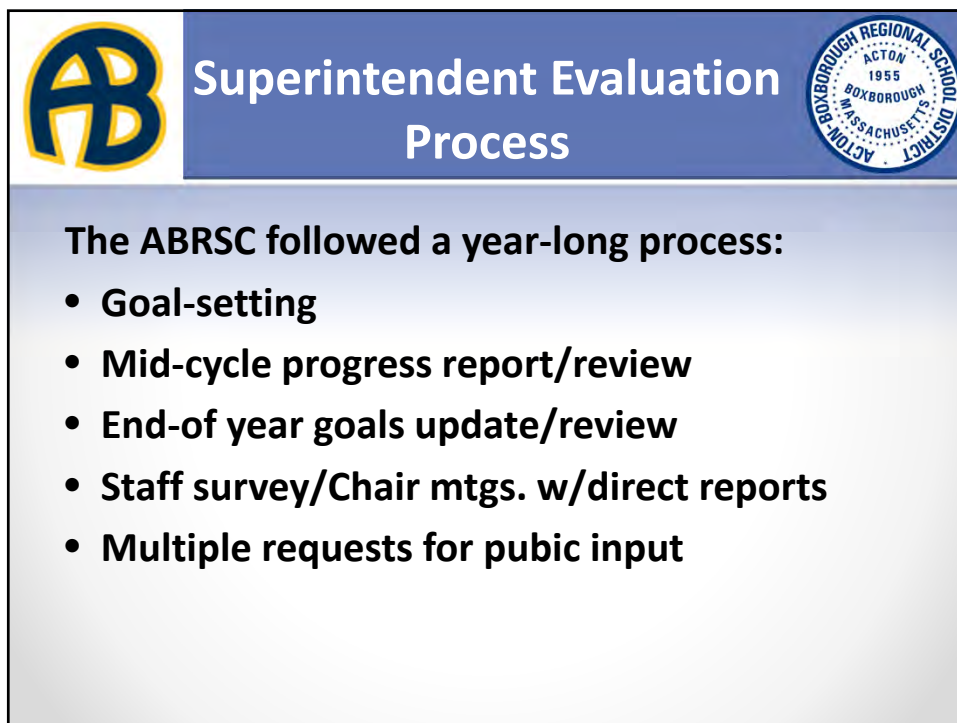 AB
Superintendent Evaluation
Process
ACTON-BOXBOROUGH REGIONAL SCHOOL DISTRICT
ACTON
1955
BOXBOROUGH
MASSACHUSETTS
The ABRSC followed a year-long process:
• Goal-setting
• Mid-cycle progress report/review
• End-of year goals update/review
• Staff survey/Chair mtgs. w/direct reports
• Multiple requests for pubic input